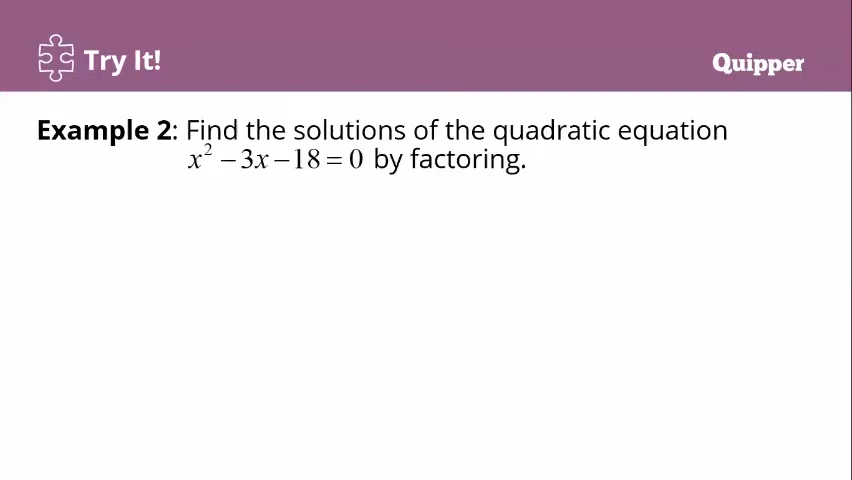 Try It!
Quipper
Example 2: Find the solutions of the quadratic equation
x² – 3x – 18 = 0 by factoring.